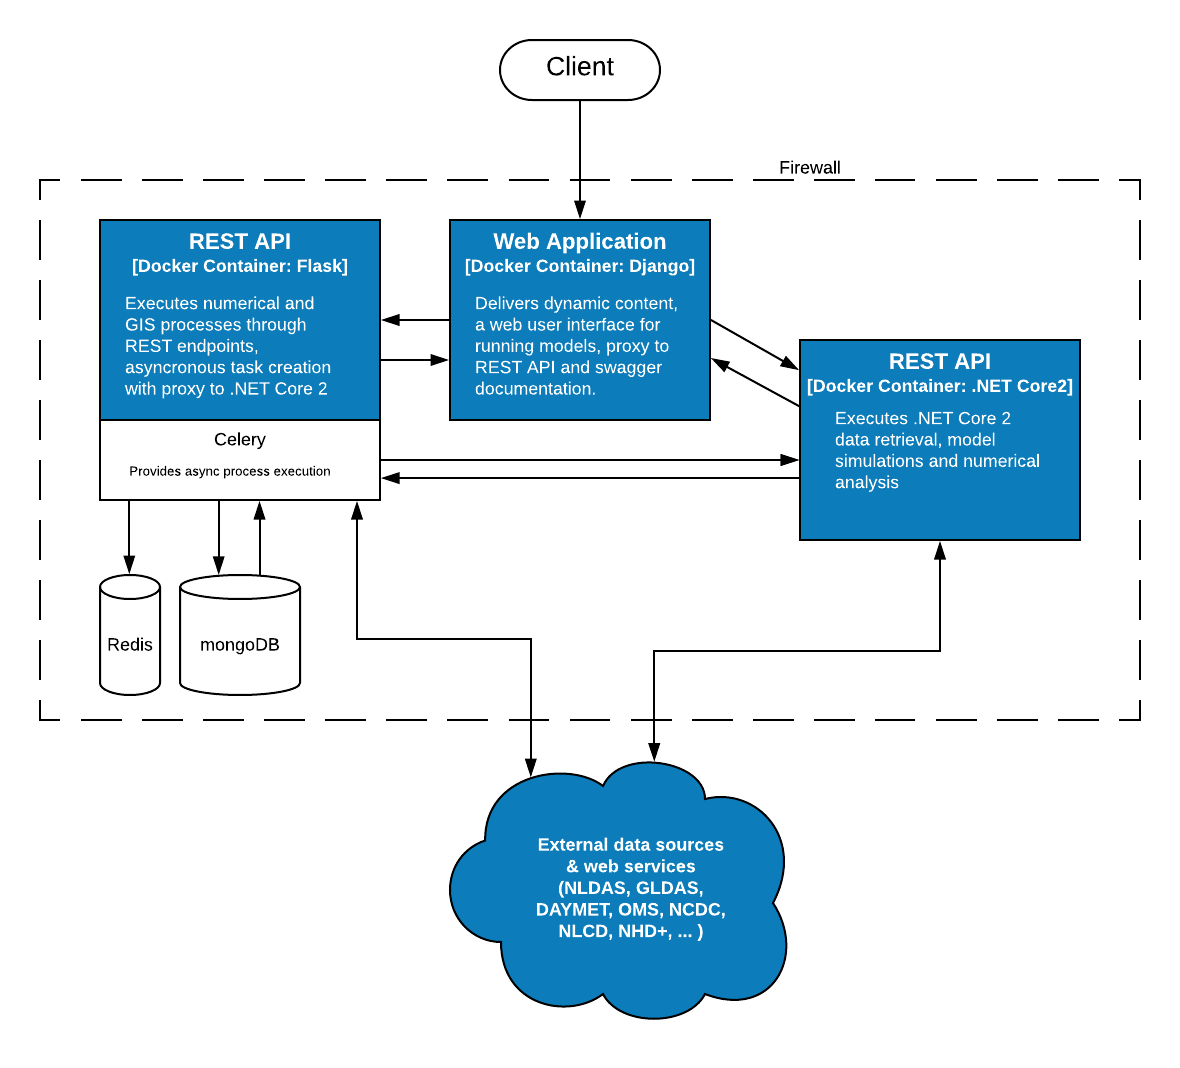 Client
Firewall
REST API
[Docker Container: Flask]
Executes numerical and
GIS processes through
REST endpoints,
asyncronous task creation
with proxy to .NET Core 2
Celery
Provides async process execution
Web Application
[Docker Container: Django]
Delivers dynamic content,
a web user interface for
running models, proxy to
REST API and swagger
documentation.
REST API
[Docker Container: .NET Core2]
Executes .NET Core 2
data retrieval, model
simulations and numerical
analysis
Redis
mongoDB
External data sources
& web services
(NLDAS, GLDAS,
DAYMET, OMS, NCDC,
NLCD, NHD+, ... )